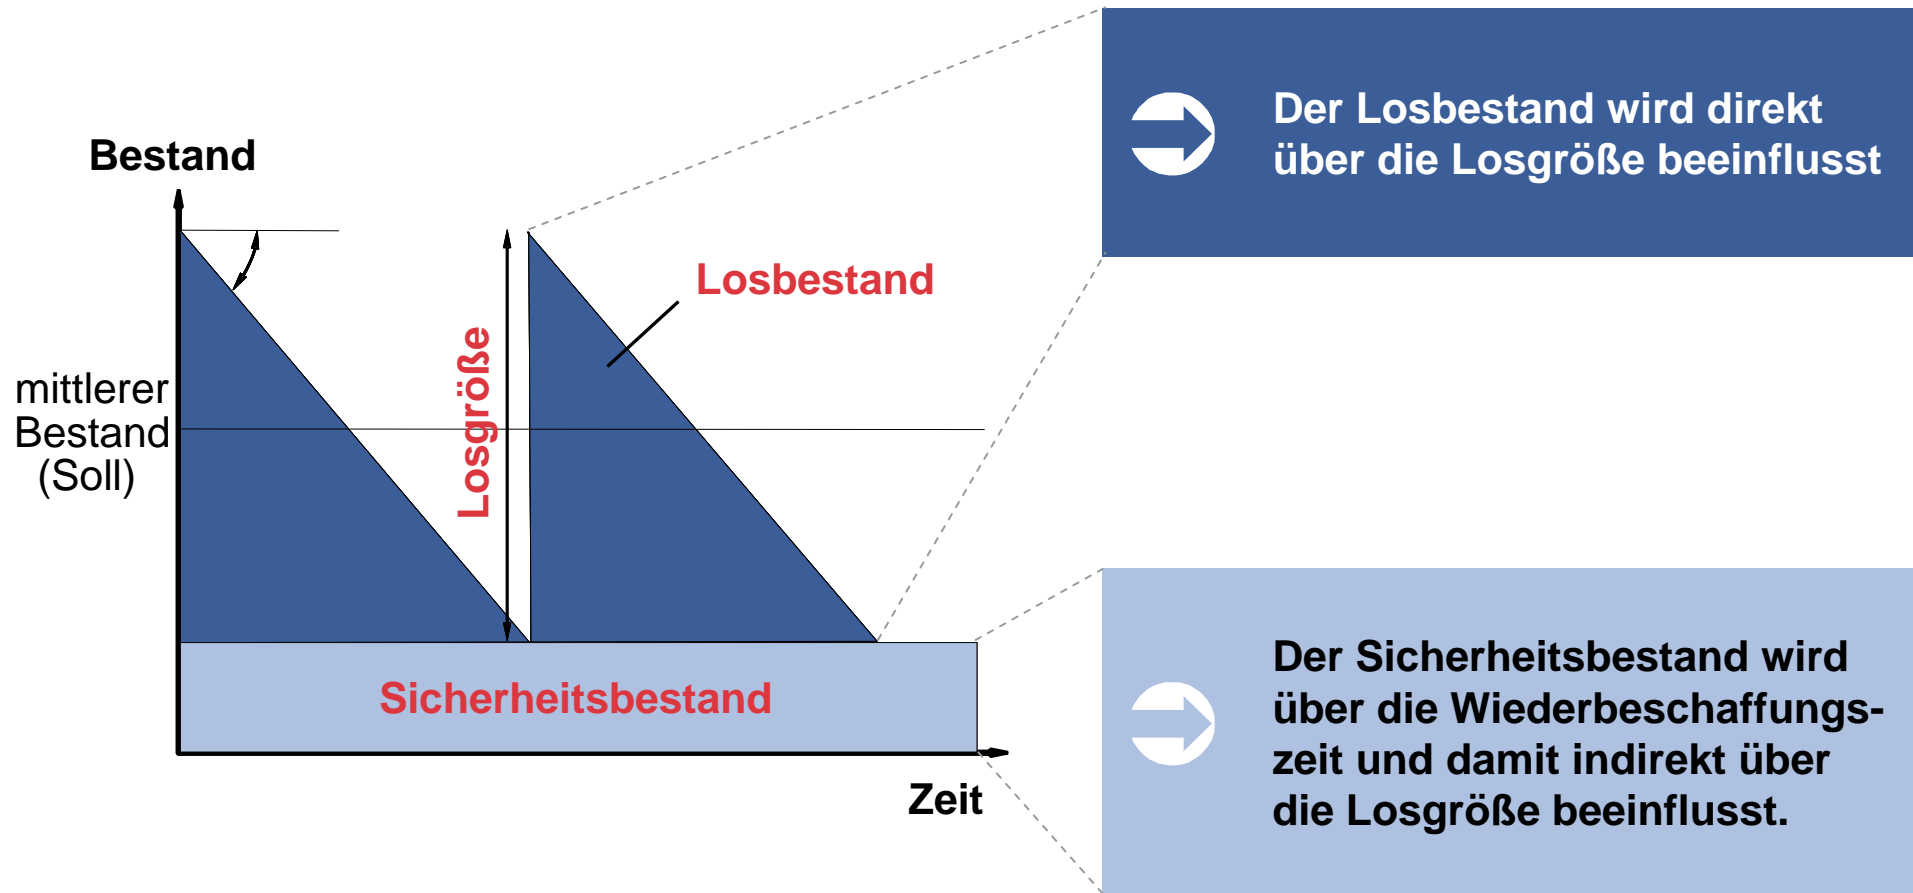 Der Losbestand wird direkt
über die Losgröße beeinflusst
Bestand
Losbestand
Losgröße
mittlerer
Bestand
(Soll)
Sicherheitsbestand
Der Sicherheitsbestand wird
über die Wiederbeschaffungs-
zeit und damit indirekt über
die Losgröße beeinflusst.
Zeit